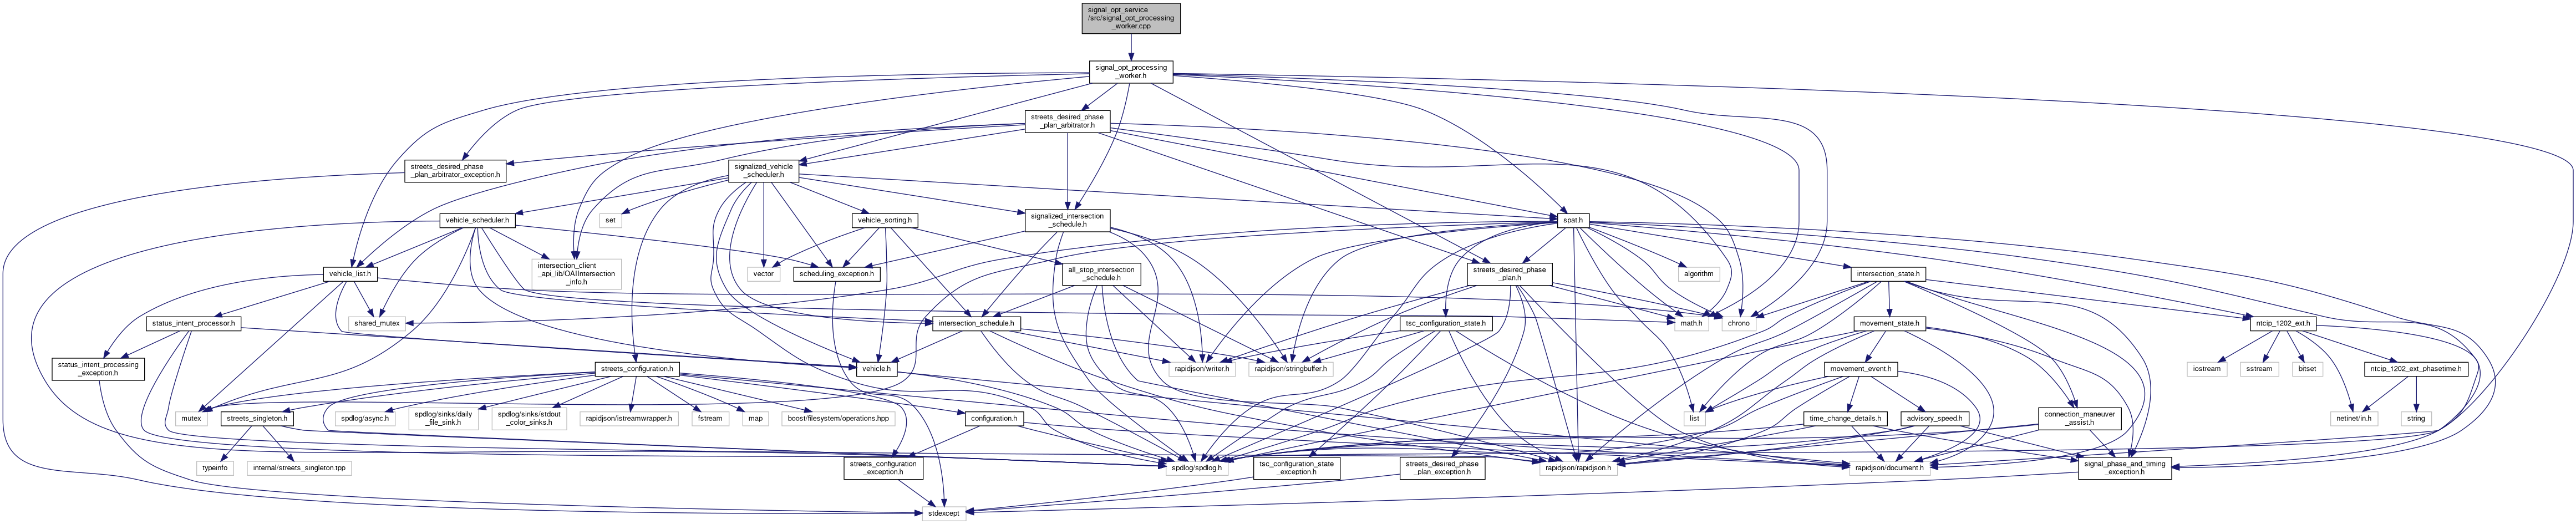 signal_opt_service
/src/signal_opt_processing
_worker.cpp
signal_opt_processing
_worker.h
streets_desired_phase
_plan_arbitrator.h
streets_desired_phase
_plan_arbitrator_exception.h
signalized_vehicle
_scheduler.h
vehicle_scheduler.h
set
vehicle_sorting.h
signalized_intersection
_schedule.h
spat.h
vehicle_list.h
intersection_client
_api_lib/OAIIntersection
_info.h
vector
scheduling_exception.h
all_stop_intersection
_schedule.h
streets_desired_phase
_plan.h
algorithm
intersection_state.h
status_intent_processor.h
shared_mutex
intersection_schedule.h
tsc_configuration_state.h
math.h
chrono
movement_state.h
ntcip_1202_ext.h
status_intent_processing
_exception.h
streets_configuration.h
vehicle.h
rapidjson/writer.h
rapidjson/stringbuffer.h
movement_event.h
iostream
sstream
bitset
ntcip_1202_ext_phasetime.h
mutex
streets_singleton.h
spdlog/async.h
spdlog/sinks/daily
_file_sink.h
spdlog/sinks/stdout
_color_sinks.h
rapidjson/istreamwrapper.h
fstream
map
boost/filesystem/operations.hpp
configuration.h
list
time_change_details.h
advisory_speed.h
connection_maneuver
_assist.h
netinet/in.h
string
typeinfo
internal/streets_singleton.tpp
streets_configuration
_exception.h
spdlog/spdlog.h
tsc_configuration_state
_exception.h
streets_desired_phase
_plan_exception.h
rapidjson/rapidjson.h
rapidjson/document.h
signal_phase_and_timing
_exception.h
stdexcept